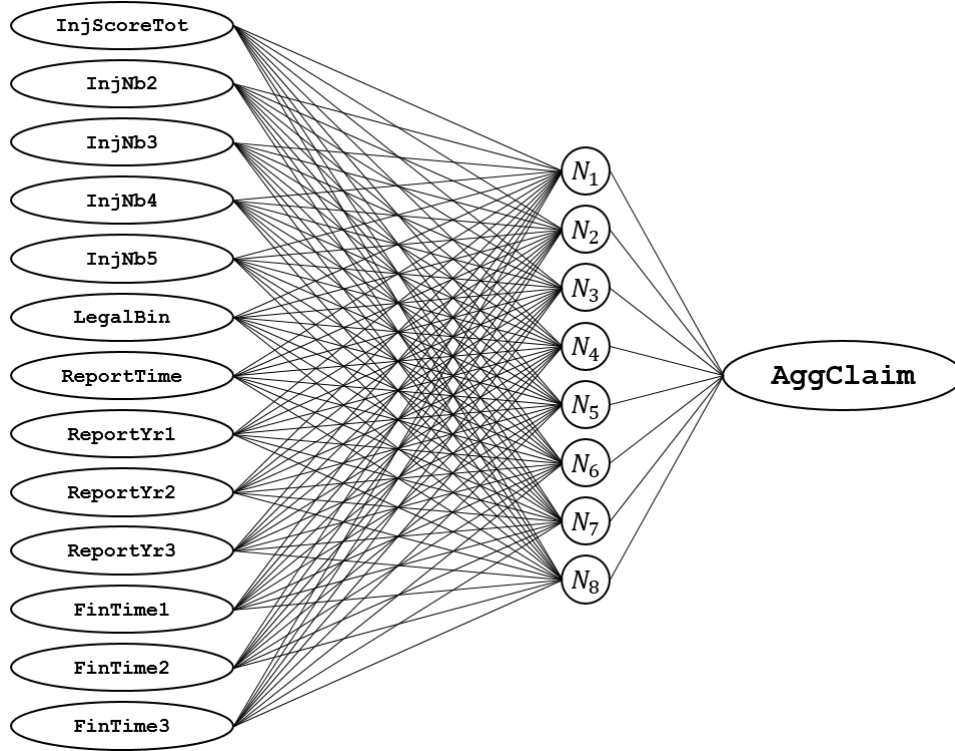 InjScoreTot
InjNb2
InjNb3
InjNb4
InjNb5
LegalBin
ReportTime
ReportYr1
ReportYr2
ReportYr3
FinTime1
FinTime2
FinTime3
N₁
N₂
N₃
N₄
N₅
N₆
N₇
N₈
AggClaim